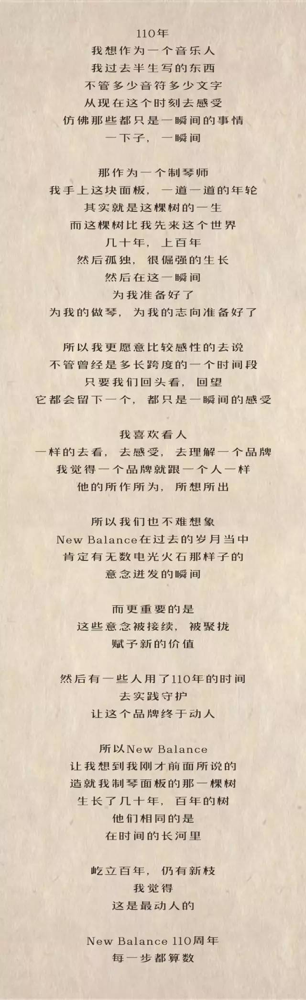 110年
我想作为一个音乐人
我过去半生写的东西
不管多少音符多少文字
从现在这个时刻去感受
仿佛那些都只是一瞬间的事情
一下子，一瞬间
那作为一个制琴师
我手上这块面板，一道一道的年轮
其实就是这棵树的一生
而这棵树比我先来这个世界
几十年，上百年
然后孤独，很倔强的生长
然后在这一瞬间
为我准备好了
为我的做琴，为我的志向准备好了
所以我更愿意比较感性的去说
不管曾经是多长跨度的一个时间段
只要我们回头看，回望
它都会留下一个，都只是一瞬间的感受
我喜欢看人
一样的去看，去感受，去理解一个品牌
我觉得一个品牌就跟一个人一样
他的所作所为，所想所出
所以我们也不难想象
New Balance在过去的岁月当中
肯定有无数电光火石那样子的
意念迸发的瞬间
而更重要的是
这些意念被接续，被聚拢
赋予新的价值
然后有一些人用了110年的时间
去实践守护
让这个品牌终于动人
所以New Balance
让我想到我刚才前面所说的
造就我制琴面板的那一棵树
生长了几十年，百年的树
他们相同的是
在时间的长河里
屹立百年，仍有新枝
我觉得
这是最动人的
New Balance 110周年
每一步都算数